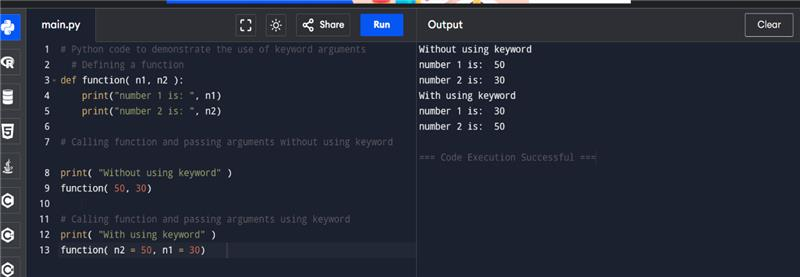 main.py
Share
Run
Output
Clear
1 # Python code to demonstrate the use of keyword arguments
2 # Defining a function
3 def function( n1, n2 ):
4 print("number 1 is: ", n1)
5 print("number 2 is: ", n2)
6
7 # Calling function and passing arguments without using keyword
8 print( "Without using keyword" )
9 function( 50, 30)
10
11 # Calling function and passing arguments using keyword
12 print( "With using keyword" )
13 function( n2 = 50, n1 = 30)
Without using keyword
number 1 is:  50
number 2 is:  30
With using keyword
number 1 is:  30
number 2 is:  50
=== Code Execution Successful ===